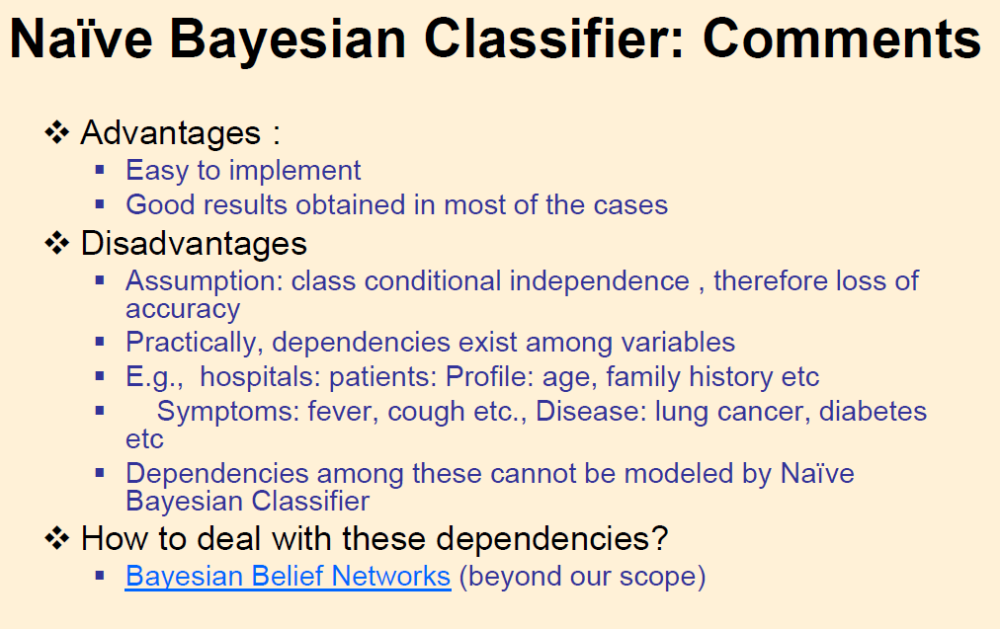 Naïve Bayesian Classifier: Comments
❖ Advantages :
▪ Easy to implement
▪ Good results obtained in most of the cases
❖ Disadvantages
▪ Assumption: class conditional independence , therefore loss of
accuracy
▪ Practically, dependencies exist among variables
▪ E.g., hospitals: patients: Profile: age, family history etc
▪ Symptoms: fever, cough etc., Disease: lung cancer, diabetes
etc
▪ Dependencies among these cannot be modeled by Naïve
Bayesian Classifier
❖ How to deal with these dependencies?
▪ Bayesian Belief Networks (beyond our scope)